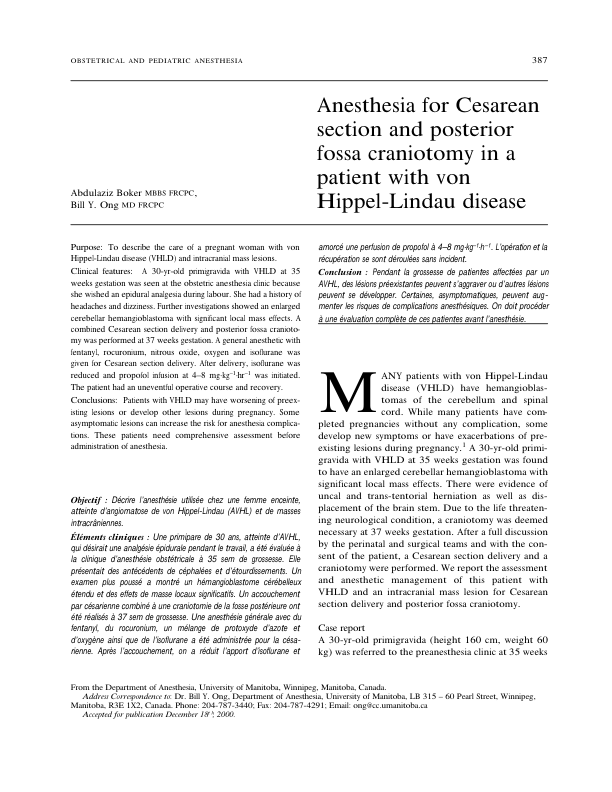 OBSTETRICAL AND PEDIATRIC ANESTHESIA
387
Anesthesia for Cesarean
section and posterior
fossa craniotomy in a
patient with von
Hippel-Lindau disease
Abdulaziz Boker MBBS FRCPC,
Bill Y. Ong MD FRCPC
Purpose: To describe the care of a pregnant woman with von
Hippel-Lindau disease (VHLD) and intracranial mass lesions.
Clinical features: A 30-yr-old primigravida with VHLD at 35
weeks gestation was seen at the obstetric anesthesia clinic because
she wished an epidural analgesia during labour. She had a history of
headaches and dizziness. Further investigations showed an enlarged
cerebellar hemangioblastoma with signficant local mass effects. A
combined Cesarean section delivery and posterior fossa cranioto-
my was performed at 37 weeks gestation. A general anesthetic with
fentanyl, rocuronium, nitrous oxide, oxygen and isoflurane was
given for Cesarean section delivery. After delivery, isoflurane was
reduced and propofol infusion at 4–8 mg·kg⁻¹·hr⁻¹ was initiated.
The patient had an uneventful operative course and recovery.
Conclusions: Patients with VHLD may have worsening of preex-
isting lesions or develop other lesions during pregnancy. Some
asymptomatic lesions can increase the risk for anesthesia complica-
tions. These patients need comprehensive assessment before
administration of anesthesia.
Objectif : Décrire l'anesthésie utilisée chez une femme enceinte,
atteinte d'angiomatose de von Hippel-Lindau (AVHL) et de masses
intracrâniennes.
Éléments cliniques : Une primipare de 30 ans, atteinte d'AVHL,
qui désirait une analgésie épidurale pendant le travail, a été évaluée à
la clinique d'anesthésie obstétricale à 35 sem de grossesse. Elle
présentait des antécédents de céphalées et d'étourdissements. Un
examen plus poussé a montré un hémangioblastome cérébelleux
étendu et des effets de masse locaux significatifs. Un accouchement
par césarienne combiné à une craniotomie de la fosse postérieure ont
été réalisés à 37 sem de grossesse. Une anesthésie générale avec du
fentanyl, du rocuronium, un mélange de protoxyde d'azote et
d'oxygène ainsi que de l'isoflurane a été administrée pour la césa-
rienne. Après l'accouchement, on a réduit l'apport d'isoflurane et
amorcé une perfusion de propofol à 4–8 mg·kg⁻¹·h⁻¹. L'opération et la
récupération se sont déroulées sans incident.
Conclusion : Pendant la grossesse de patientes affectées par un
AVHL, des lésions préexistantes peuvent s'aggraver ou d'autres lésions
peuvent se développer. Certaines, asymptomatiques, peuvent aug-
menter les risques de complications anesthésiques. On doit procéder
à une évaluation complète de ces patientes avant l'anesthésie.
MANY patients with von Hippel-Lindau
disease (VHLD) have hemangioblas-
tomas of the cerebellum and spinal
cord. While many patients have com-
pleted pregnancies without any complication, some
develop new symptoms or have exacerbations of pre-
existing lesions during pregnancy.¹ A 30-yr-old primi-
gravida with VHLD at 35 weeks gestation was found
to have an enlarged cerebellar hemangioblastoma with
significant local mass effects. There were evidence of
uncal and trans-tentorial herniation as well as dis-
placement of the brain stem. Due to the life threaten-
ing neurological condition, a craniotomy was deemed
necessary at 37 weeks gestation. After a full discussion
by the perinatal and surgical teams and with the con-
sent of the patient, a Cesarean section delivery and a
craniotomy were performed. We report the assessment
and anesthetic management of this patient with
VHLD and an intracranial mass lesion for Cesarean
section delivery and posterior fossa craniotomy.
Case report
A 30-yr-old primigravida (height 160 cm, weight 60
kg) was referred to the preanesthesia clinic at 35 weeks
From the Department of Anesthesia, University of Manitoba, Winnipeg, Manitoba, Canada.
Address Correspondence to: Dr. Bill Y. Ong, Department of Anesthesia, University of Manitoba, LB 315 – 60 Pearl Street, Winnipeg,
Manitoba, R3E 1X2, Canada. Phone: 204-787-3440; Fax: 204-787-4291; Email: ong@cc.umanitoba.ca
Accepted for publication December 18, 2000.